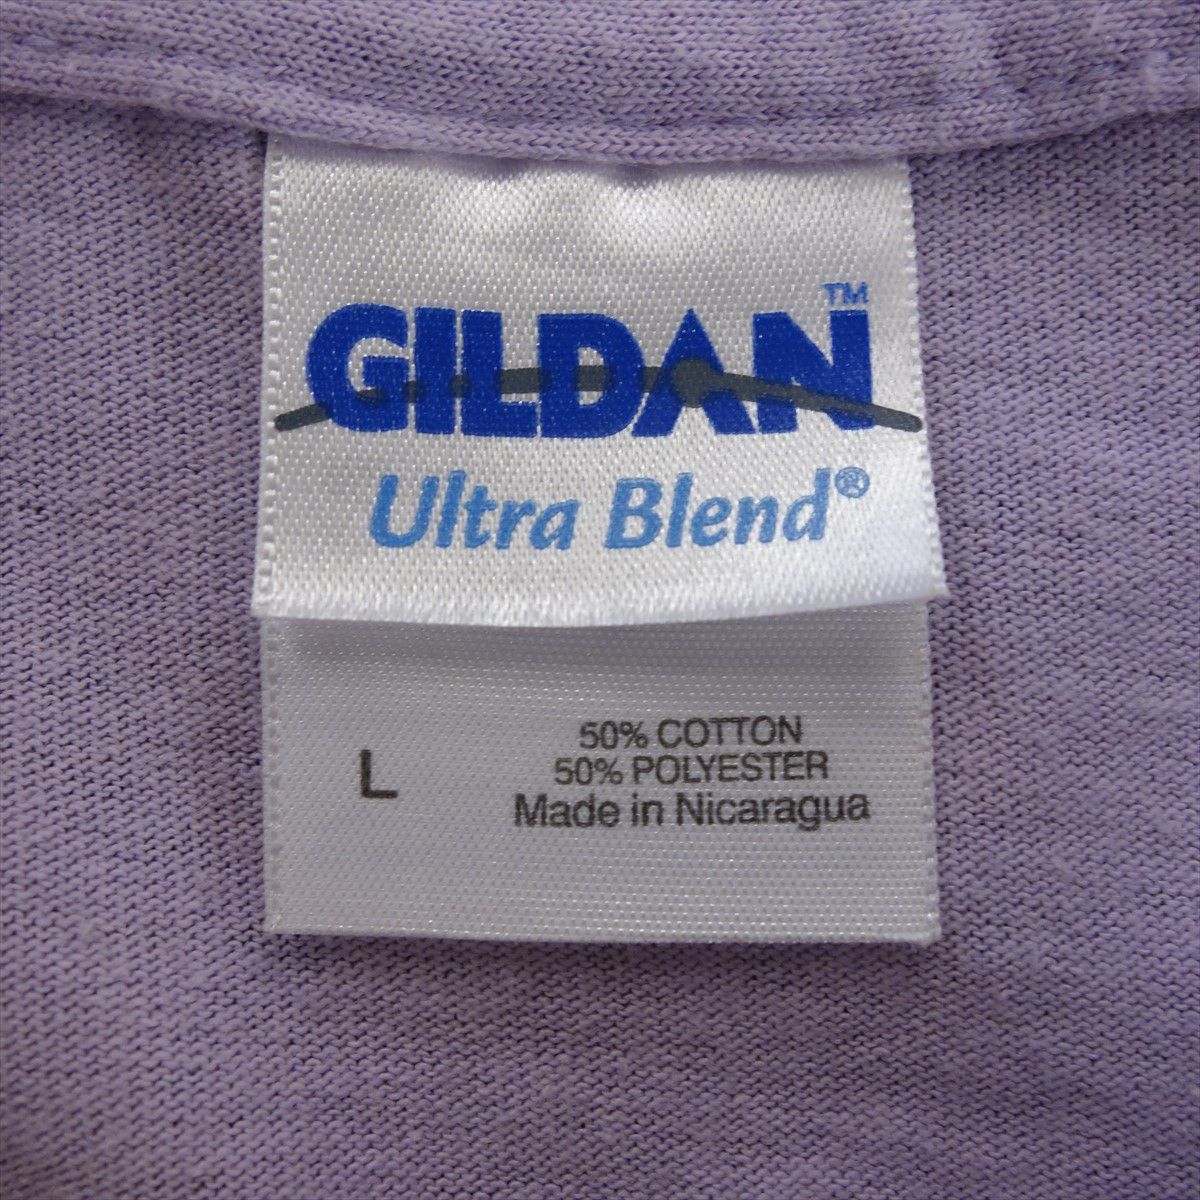 GILDAN™
Ultra Blend®
L
50% COTTON
50% POLYESTER
Made in Nicaragua